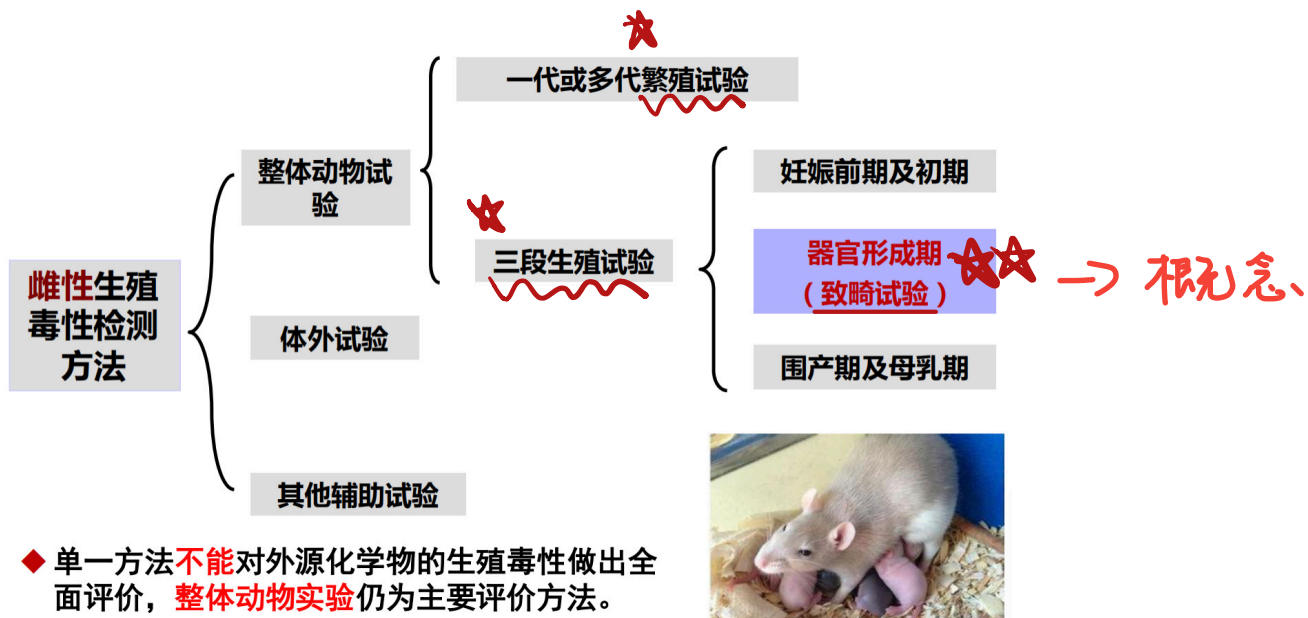 一代或多代繁殖试验
整体动物试
验
妊娠前期及初期
三段生殖试验
器官形成期
（致畸试验）
→ 概念、
雌性生殖
毒性检测
方法
体外试验
围产期及母乳期
其他辅助试验
◆ 单一方法不能对外源化学物的生殖毒性做出全
面评价，整体动物实验仍为主要评价方法。